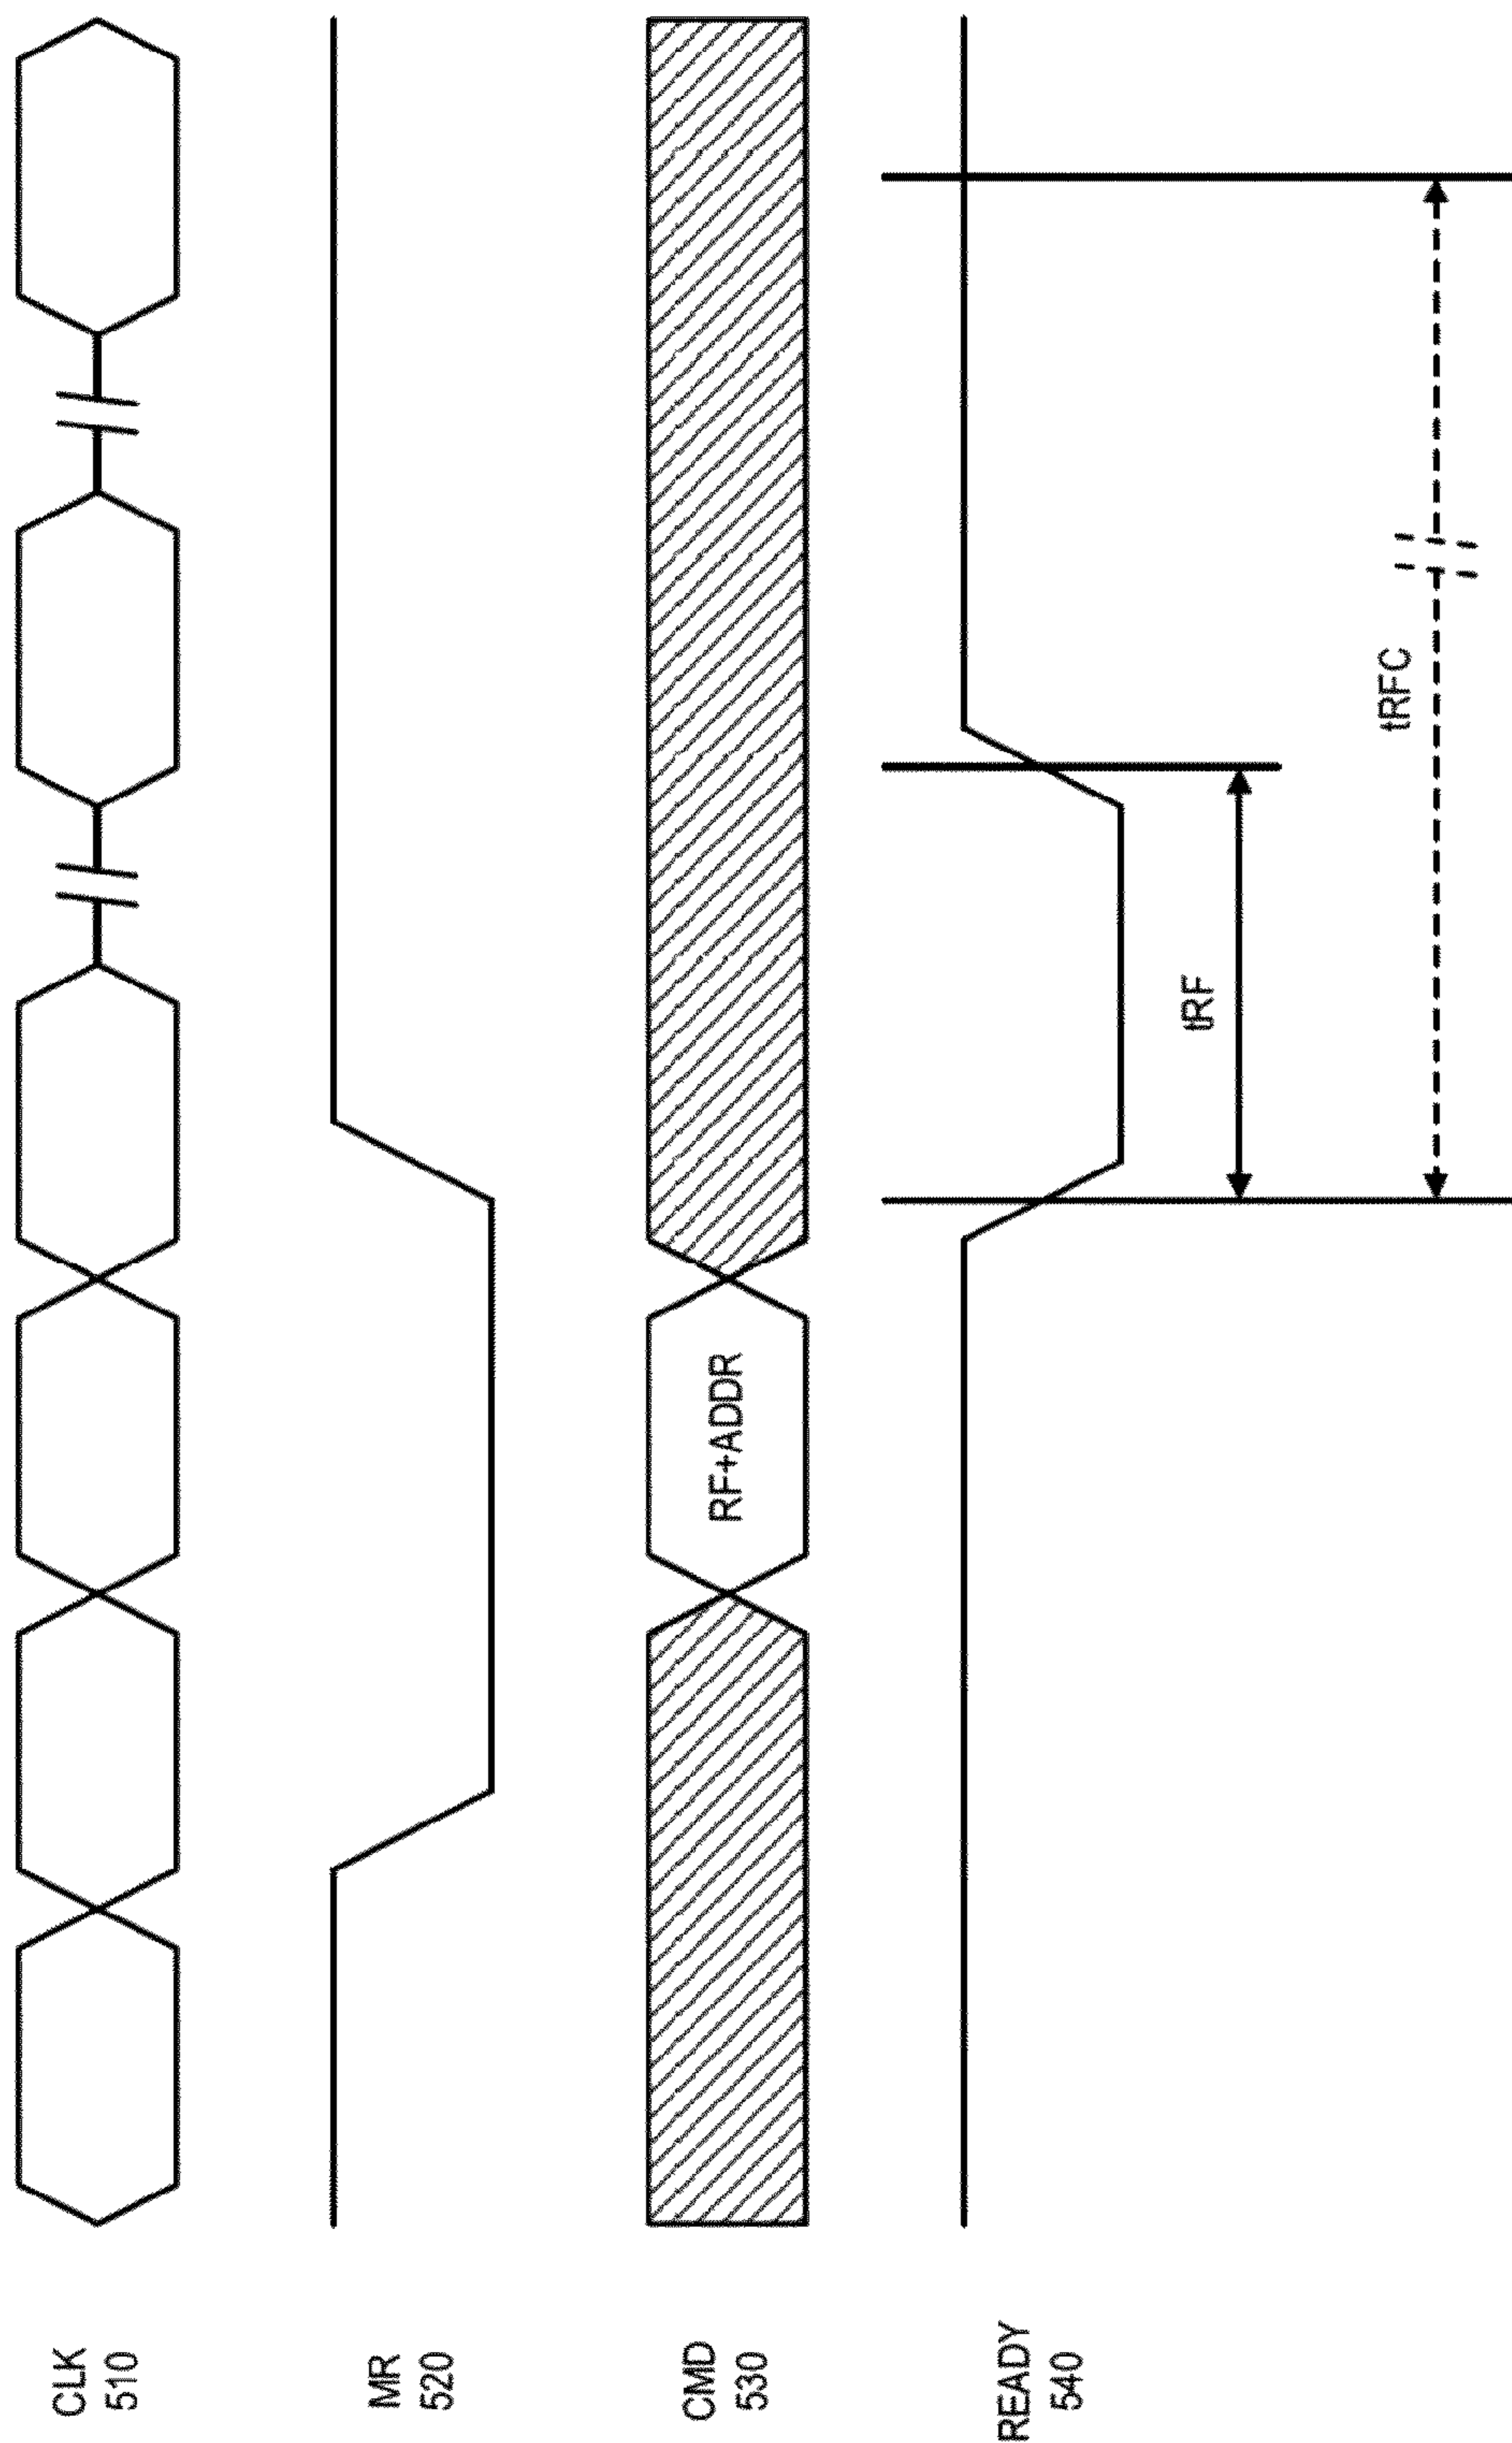 CLK
510
MR
520
CMD
530
RF+ADDR
READY
540
tRF
tRFC